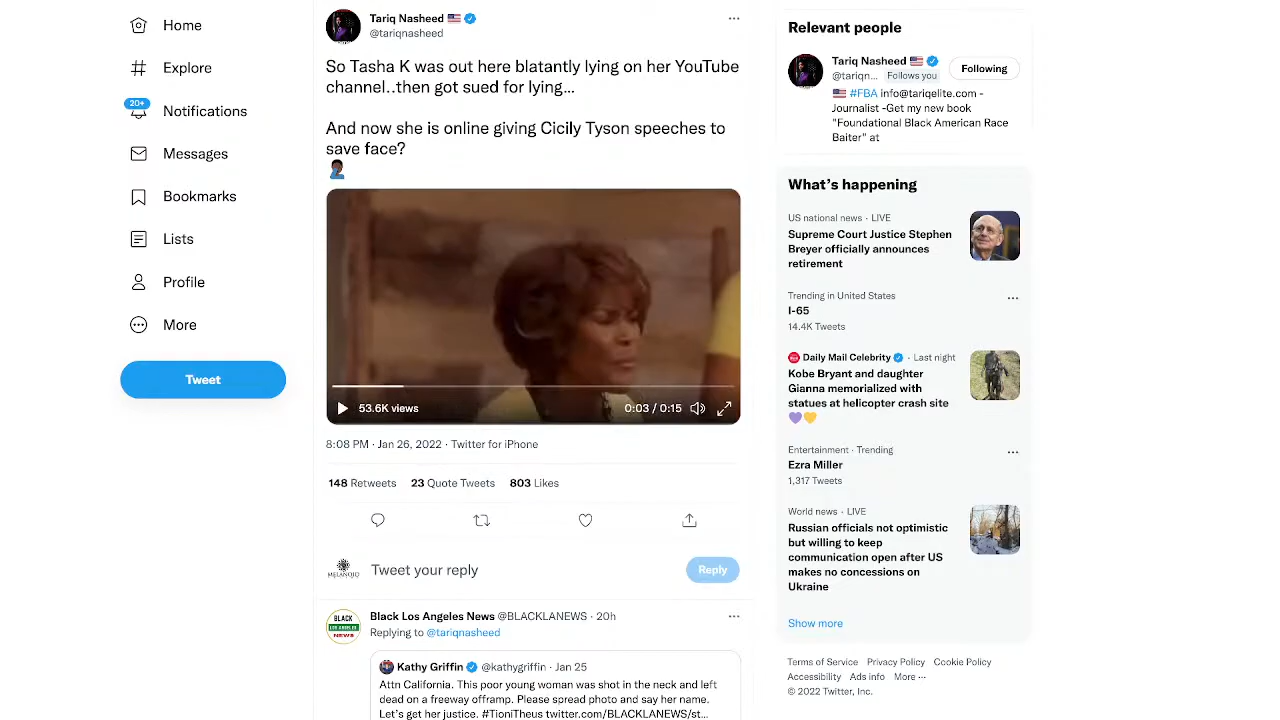 Home
Explore
20+
Notifications
Messages
Bookmarks
Lists
Profile
More
Tweet
Tariq Nasheed
@tariqnasheed
So Tasha K was out here blatantly lying on her YouTube
channel..then got sued for lying...
And now she is online giving Cicily Tyson speeches to
save face?
53.6K views
0:03 / 0:15
8:08 PM · Jan 26, 2022 · Twitter for iPhone
148 Retweets 23 Quote Tweets 803 Likes
MELANOID
Tweet your reply
Reply
BLACK
LOS ANGELES
NEWS
Black Los Angeles News @BLACKLANEWS · 20h
Replying to @tariqnasheed
Kathy Griffin @kathygriffin · Jan 25
Attn California. This poor young woman was shot in the neck and left
dead on a freeway offramp. Please spread photo and say her name.
Let's get her justice. #TioniTheus twitter.com/BLACKLANEWS/st...
Relevant people
Tariq Nasheed
@tariqn... Follows you
Following
#FBA info@tariqelite.com -
Journalist -Get my new book
"Foundational Black American Race
Baiter" at
What's happening
US national news · LIVE
Supreme Court Justice Stephen
Breyer officially announces
retirement
Trending in United States
I-65
14.4K Tweets
Daily Mail Celebrity · Last night
Kobe Bryant and daughter
Gianna memorialized with
statues at helicopter crash site
Entertainment · Trending
Ezra Miller
1,317 Tweets
World news · LIVE
Russian officials not optimistic
but willing to keep
communication open after US
makes no concessions on
Ukraine
Show more
Terms of Service Privacy Policy Cookie Policy
Accessibility Ads info More ···
© 2022 Twitter, Inc.